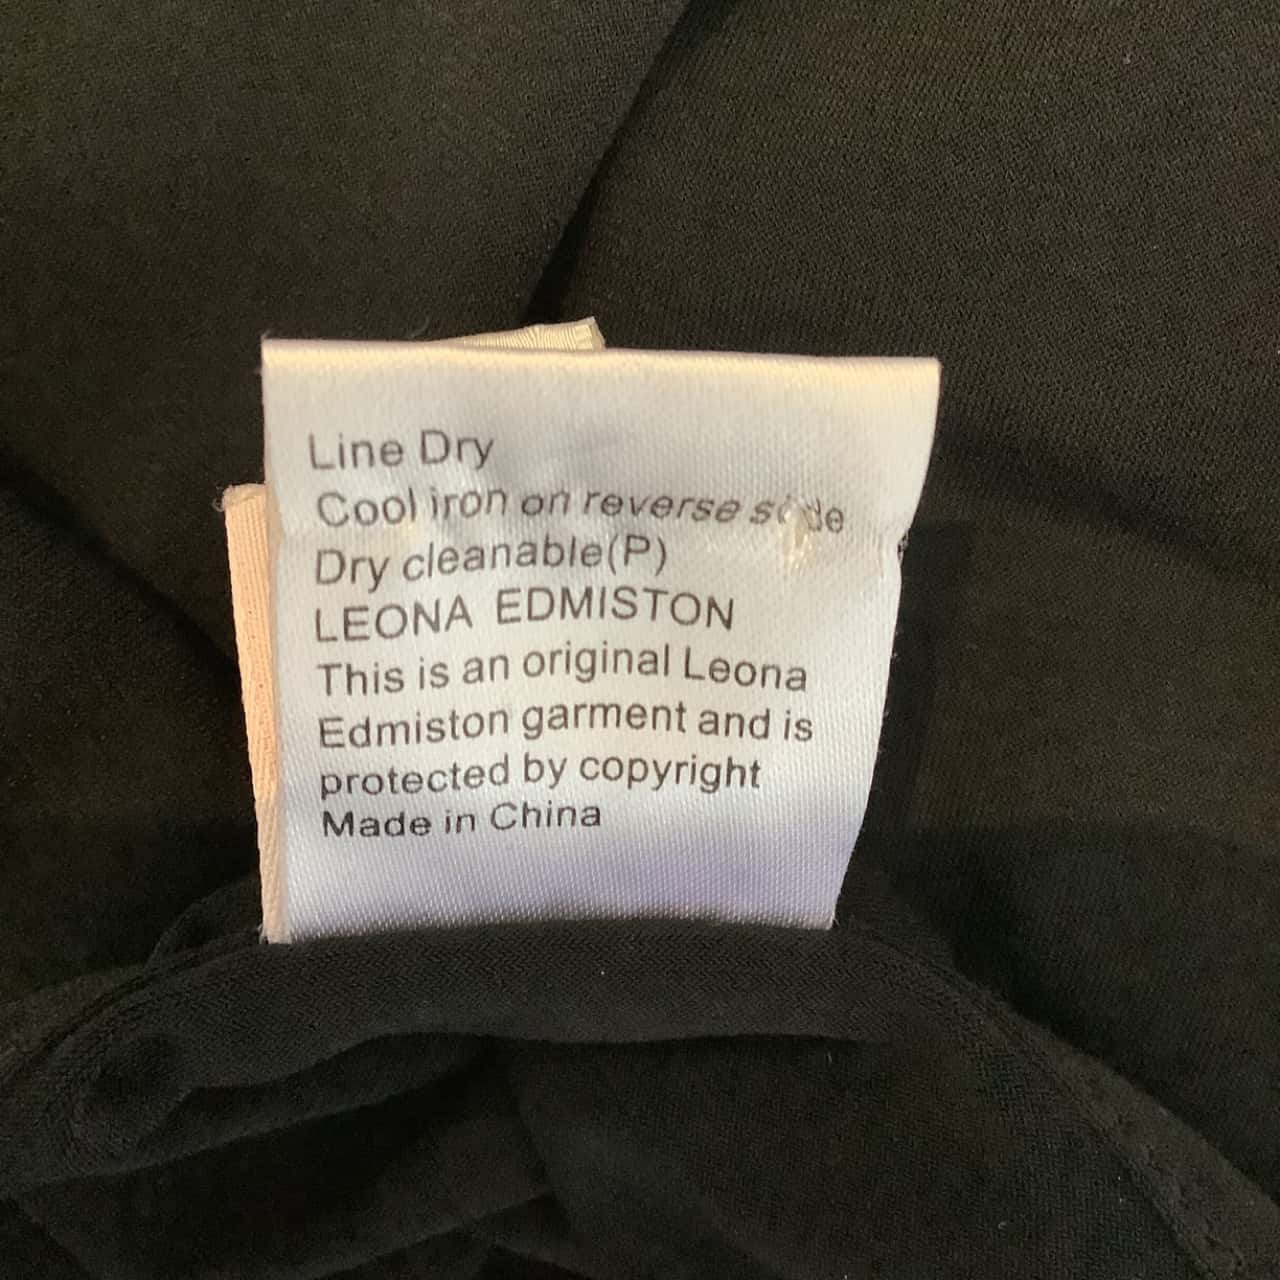 Line Dry
Cool iron on reverse side
Dry cleanable(P)
LEONA EDMISTON
This is an original Leona
Edmiston garment and is
protected by copyright
Made in China